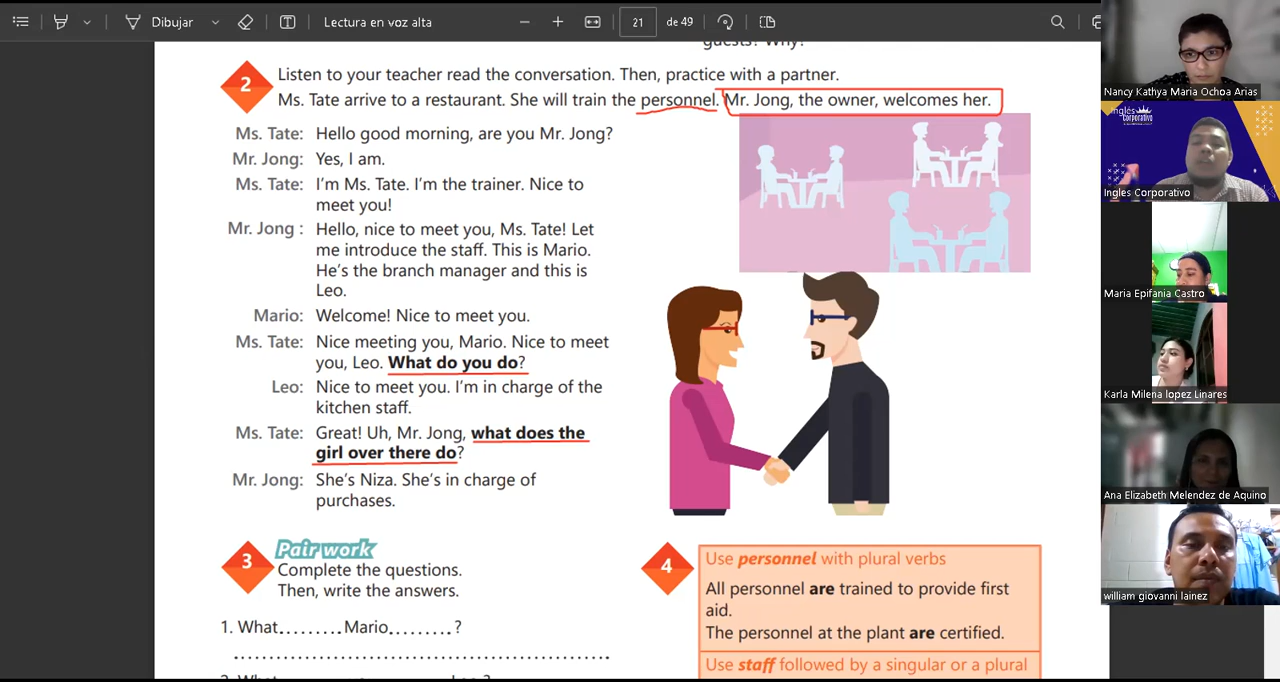 Dibujar
Lectura en voz alta
21
de 49
guests? Why?
2
Listen to your teacher read the conversation. Then, practice with a partner.
Ms. Tate arrive to a restaurant. She will train the personnel. Mr. Jong, the owner, welcomes her.
Ms. Tate: Hello good morning, are you Mr. Jong?
Mr. Jong: Yes, I am.
Ms. Tate: I'm Ms. Tate. I'm the trainer. Nice to
meet you!
Mr. Jong : Hello, nice to meet you, Ms. Tate! Let
me introduce the staff. This is Mario.
He's the branch manager and this is
Leo.
Mario: Welcome! Nice to meet you.
Ms. Tate: Nice meeting you, Mario. Nice to meet
you, Leo. What do you do?
Leo: Nice to meet you. I'm in charge of the
kitchen staff.
Ms. Tate: Great! Uh, Mr. Jong, what does the
girl over there do?
Mr. Jong: She's Niza. She's in charge of
purchases.
3
Pair work
Complete the questions.
Then, write the answers.
1. What.........Mario.........?
4
Use personnel with plural verbs
All personnel are trained to provide first
aid.
The personnel at the plant are certified.
Use staff followed by a singular or a plural
Nancy Kathya Maria Ochoa Arias
Inglés
Corporativo
Ingles Corporativo
Maria Epifania Castro
Karla Milena lopez Linares
Ana Elizabeth Melendez de Aquino
william giovanni lainez